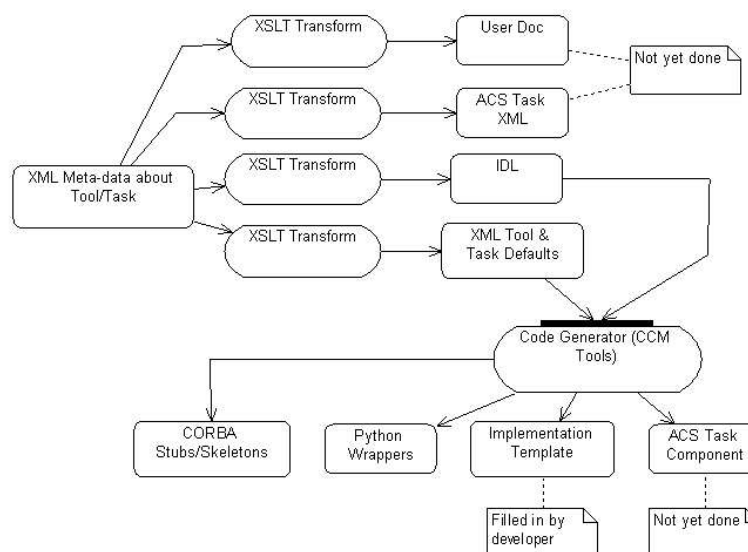 XSLT Transform
User Doc
Not yet done
XSLT Transform
ACS Task
XML
XML Meta-data about
Tool/Task
XSLT Transform
IDL
XSLT Transform
XML Tool &
Task Defaults
Code Generator (CCM
Tools)
CORBA
Stubs/Skeletons
Python
Wrappers
Implementation
Template
ACS Task
Component
Filled in by
developer
Not yet done